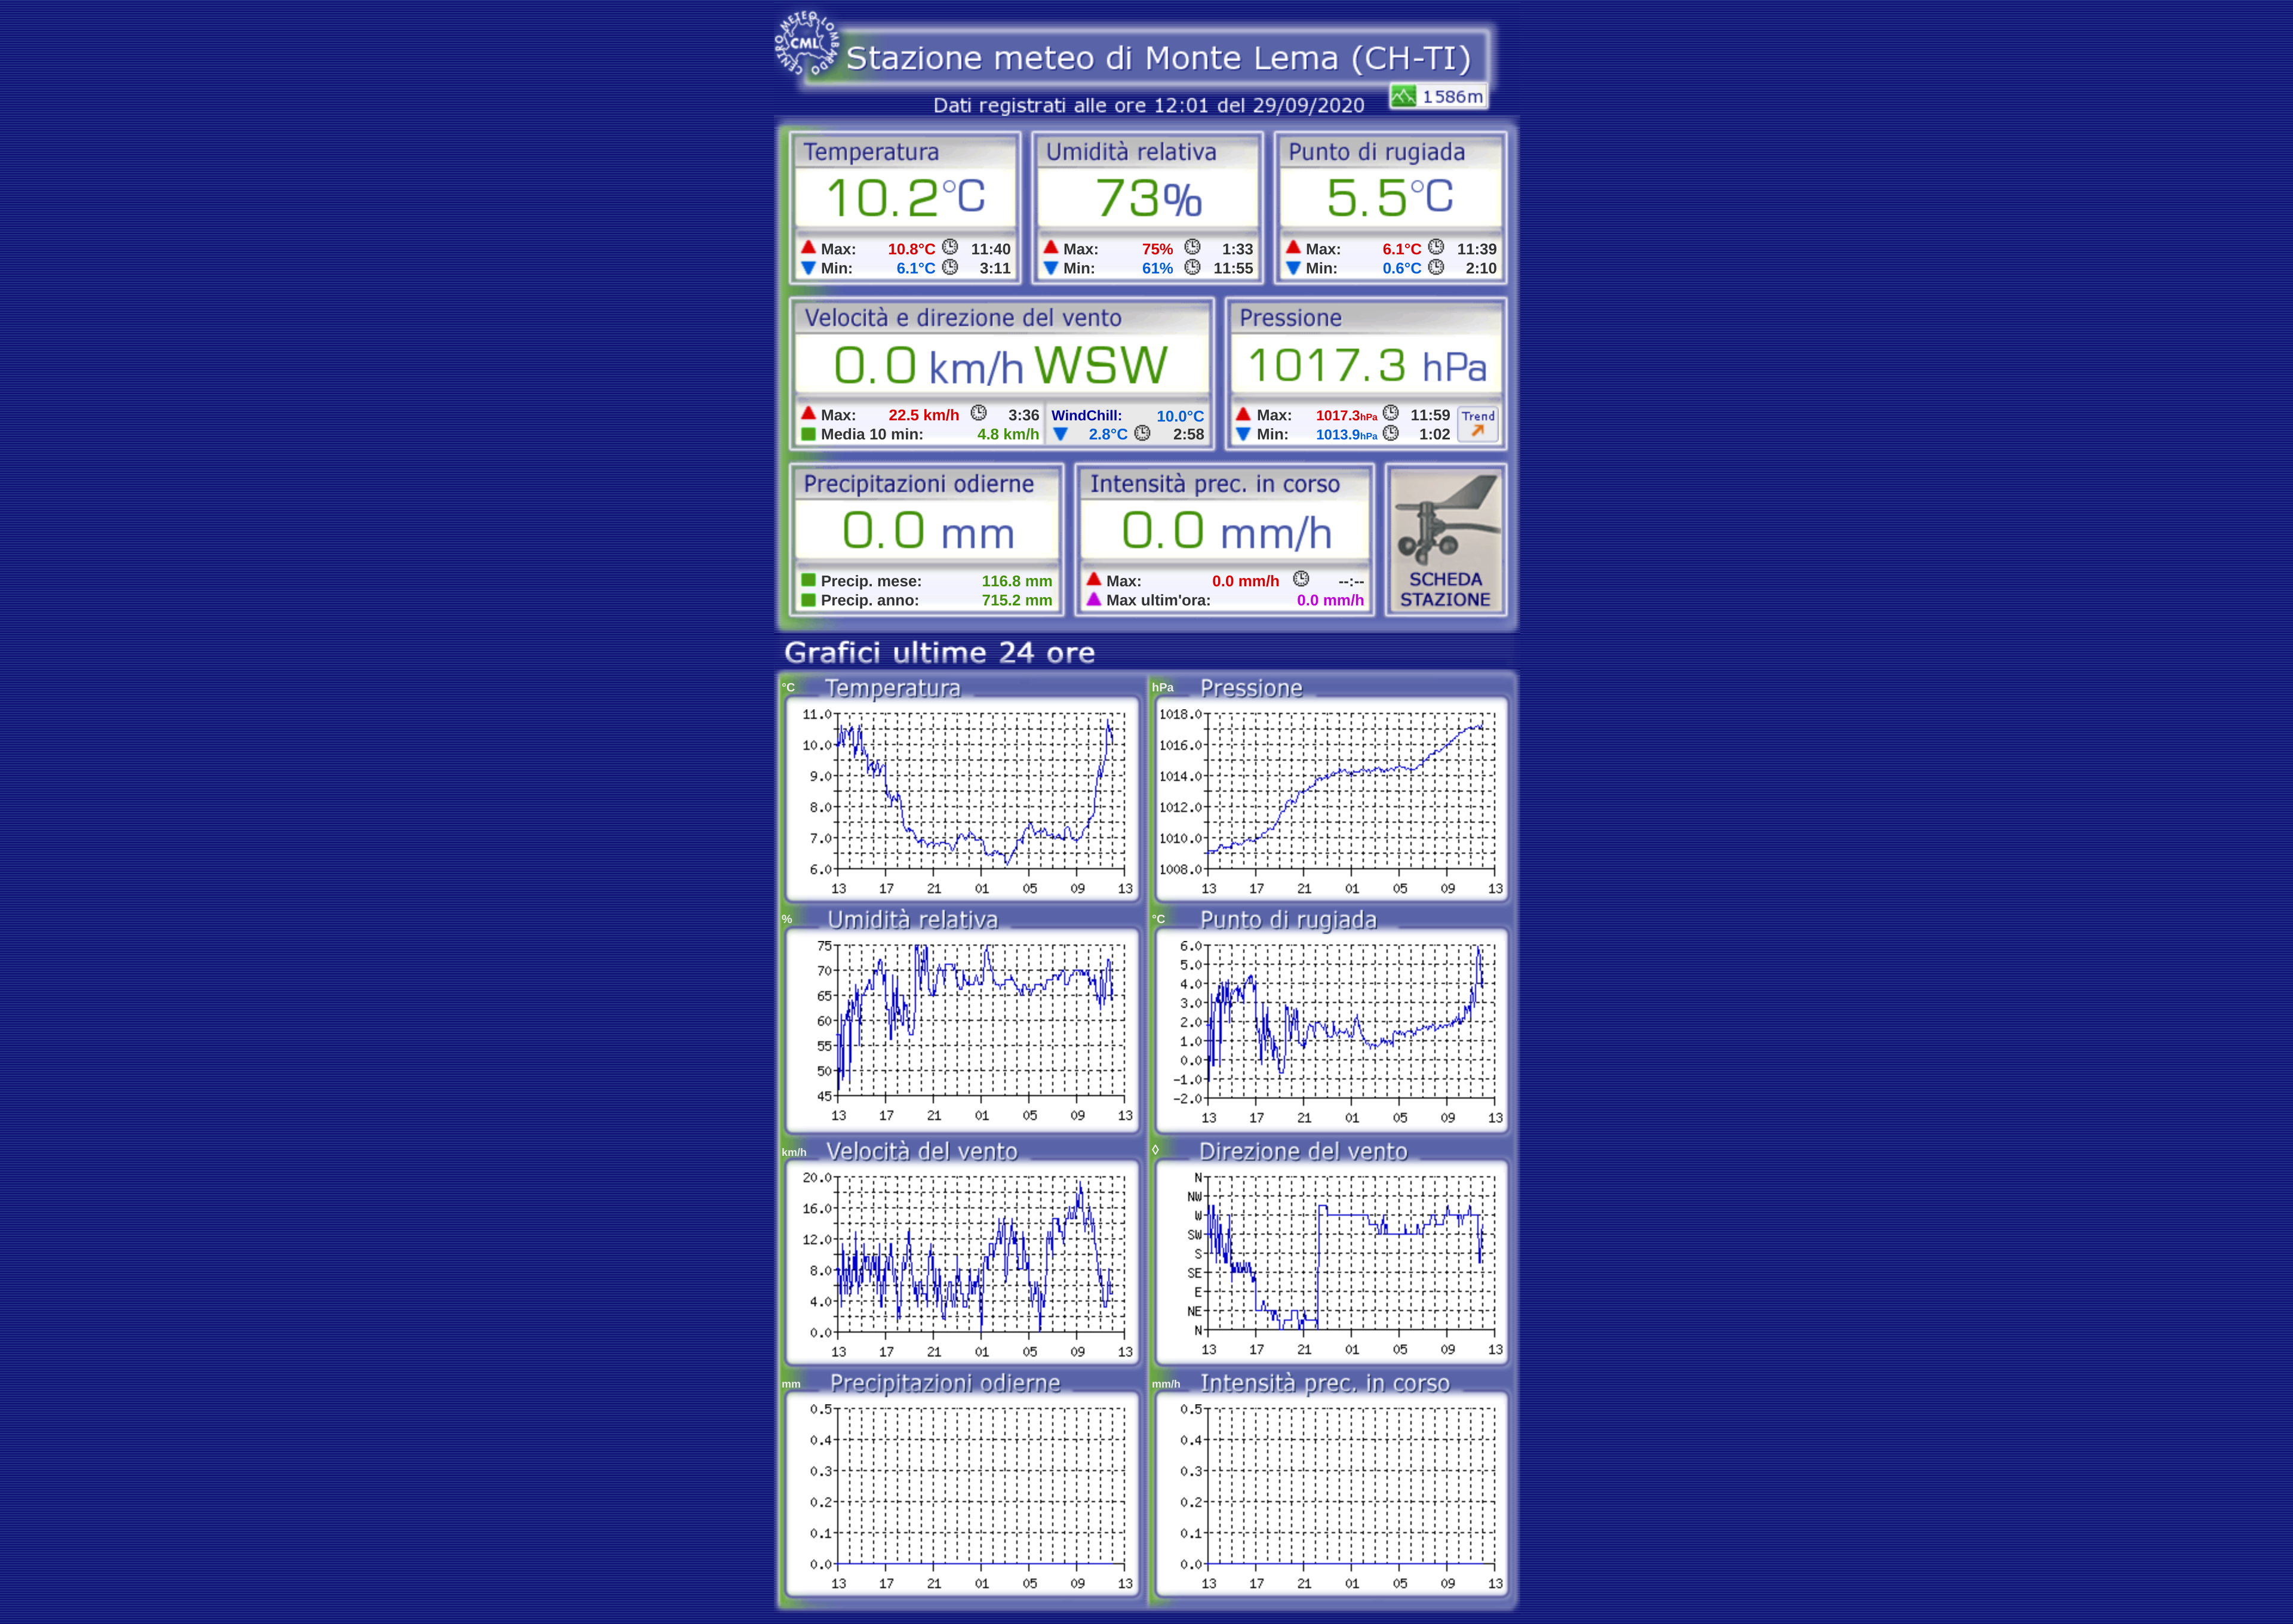 CENTRO METEO LOMBARDO
CML
Stazione meteo di Monte Lema (CH-TI)
1586m
Dati registrati alle ore 12:01 del 29/09/2020
Temperatura
10.2°C
Max: 10.8°C 11:40
Min: 6.1°C 3:11
Umidità relativa
73%
Max: 75% 1:33
Min: 61% 11:55
Punto di rugiada
5.5°C
Max: 6.1°C 11:39
Min: 0.6°C 2:10
Velocità e direzione del vento
0.0 km/h WSW
Max: 22.5 km/h 3:36
Media 10 min: 4.8 km/h
WindChill: 10.0°C
2.8°C 2:58
Pressione
1017.3 hPa
Max: 1017.3hPa 11:59
Min: 1013.9hPa 1:02
Trend
Precipitazioni odierne
0.0 mm
Precip. mese: 116.8 mm
Precip. anno: 715.2 mm
Intensità prec. in corso
0.0 mm/h
Max: 0.0 mm/h --:--
Max ultim'ora: 0.0 mm/h
SCHEDA
STAZIONE
Grafici ultime 24 ore
°C Temperatura
11.0
10.0
9.0
8.0
7.0
6.0
13 17 21 01 05 09 13
hPa Pressione
1018.0
1016.0
1014.0
1012.0
1010.0
1008.0
13 17 21 01 05 09 13
% Umidità relativa
75
70
65
60
55
50
45
13 17 21 01 05 09 13
°C Punto di rugiada
6.0
5.0
4.0
3.0
2.0
1.0
0.0
-1.0
-2.0
13 17 21 01 05 09 13
km/h Velocità del vento
20.0
16.0
12.0
8.0
4.0
0.0
13 17 21 01 05 09 13
◊ Direzione del vento
N
NW
W
SW
S
SE
E
NE
N
13 17 21 01 05 09 13
mm Precipitazioni odierne
0.5
0.4
0.3
0.2
0.1
0.0
13 17 21 01 05 09 13
mm/h Intensità prec. in corso
0.5
0.4
0.3
0.2
0.1
0.0
13 17 21 01 05 09 13